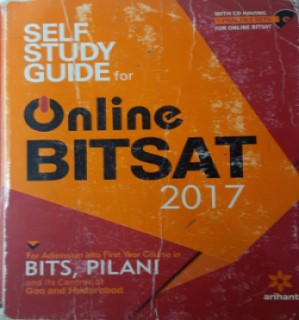 SELF
STUDY
GUIDE for
WITH CD HAVING
FOR ONLINE BITSAT
Online
BITSAT
2017
For Admission into First Year Course in
BITS, PILANI
and its Centres @
Goa and Hyderabad
arihant